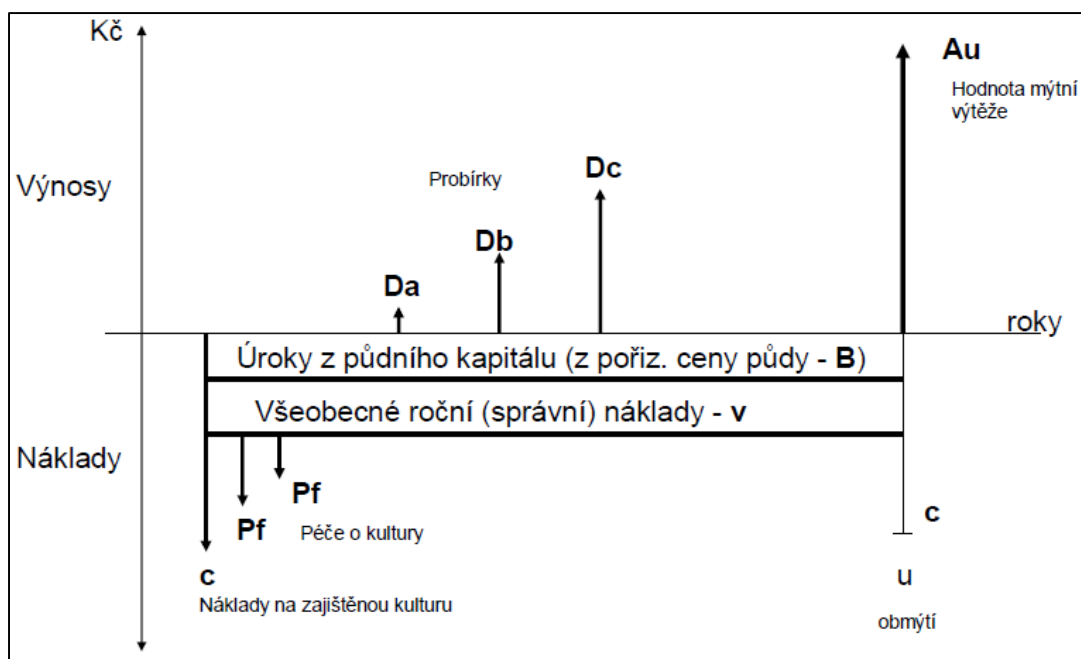 Kč
Au
Hodnota mýtní
výtěže
Výnosy
Probírky
Dc
Db
Da
roky
Úroky z půdního kapitálu (z pořiz. ceny půdy - B)
Všeobecné roční (správní) náklady - v
Náklady
Pf
Pf
Péče o kultury
c
c
Náklady na zajištěnou kulturu
u
obmýtí